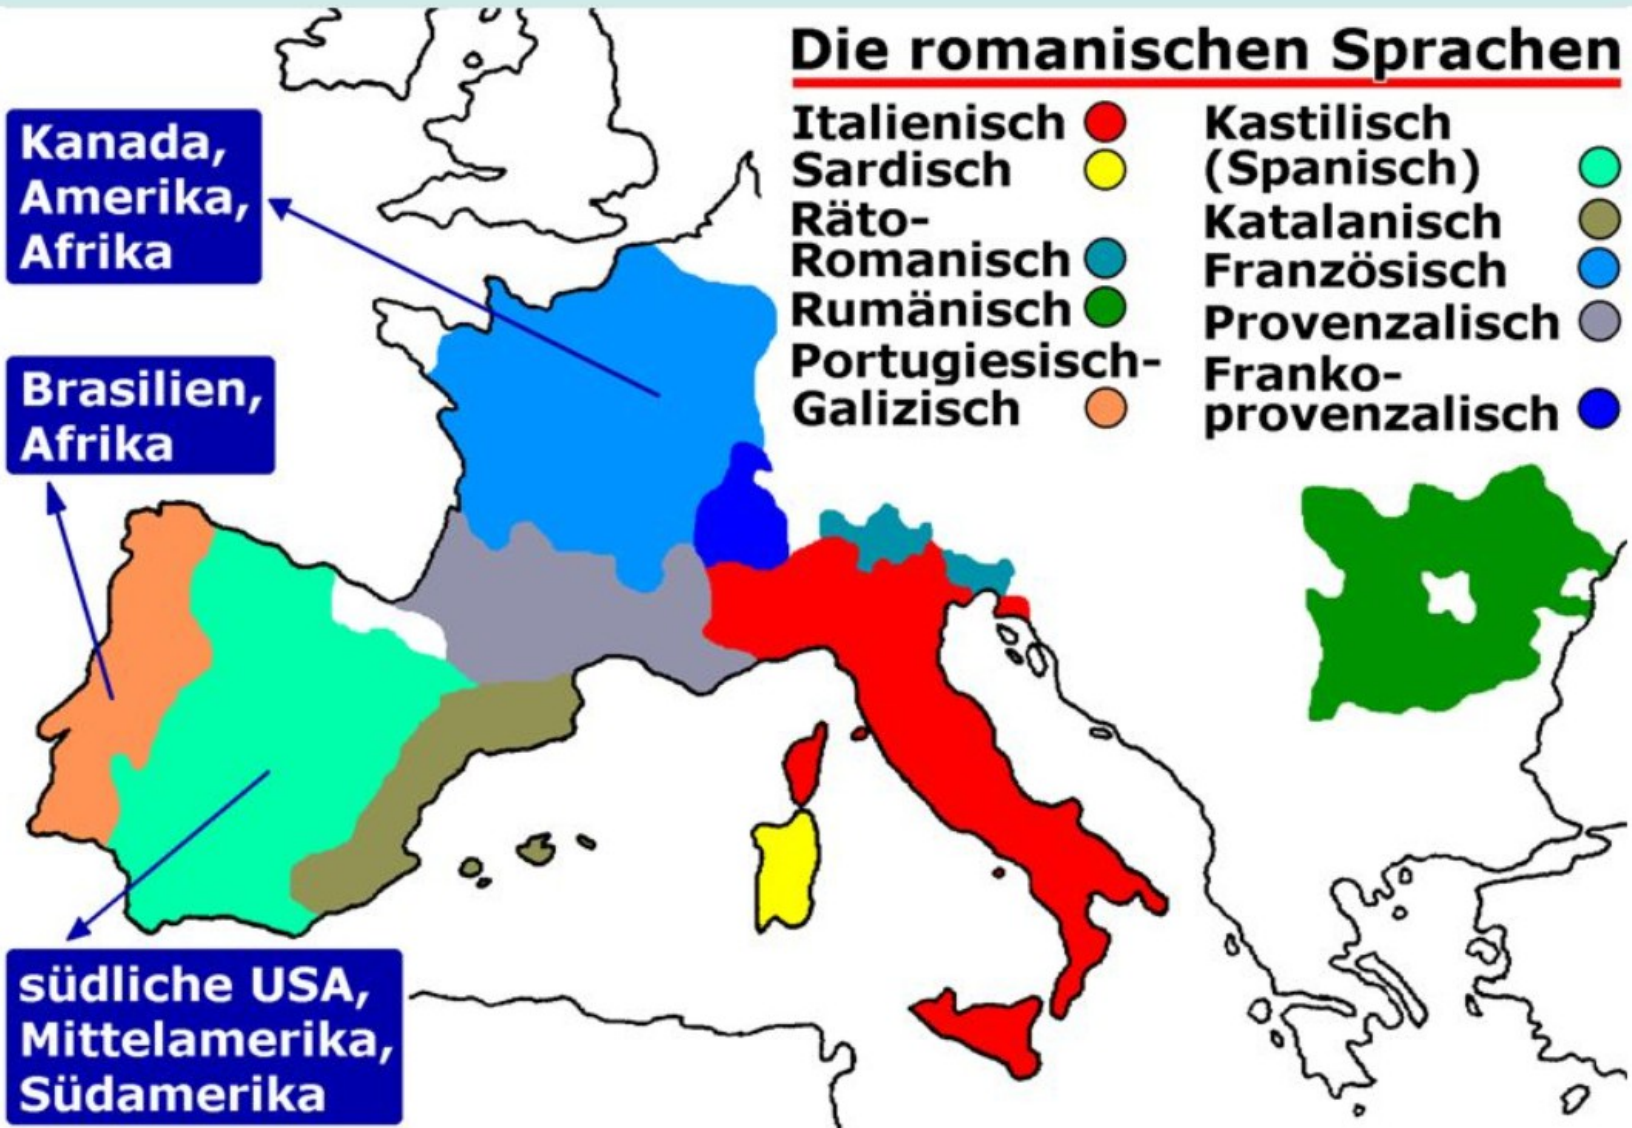 Die romanischen Sprachen
Italienisch
Sardisch
Räto-
Romanisch
Rumänisch
Portugiesisch-
Galizisch
Kastilisch
(Spanisch)
Katalanisch
Französisch
Provenzalisch
Franko-
provenzalisch
Kanada,
Amerika,
Afrika
Brasilien,
Afrika
südliche USA,
Mittelamerika,
Südamerika